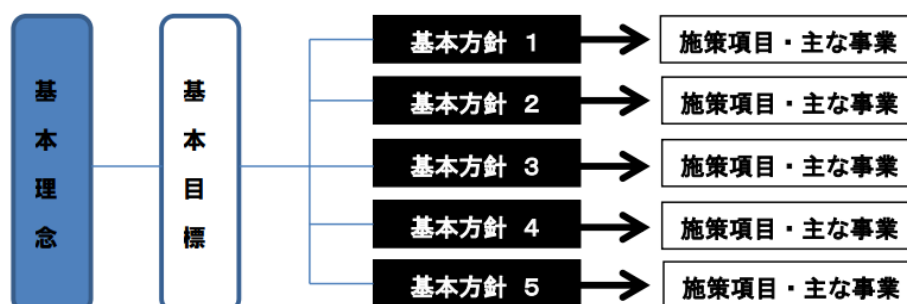 基本理念
基本目標
基本方針 1
施策項目・主な事業
基本方針 2
施策項目・主な事業
基本方針 3
施策項目・主な事業
基本方針 4
施策項目・主な事業
基本方針 5
施策項目・主な事業